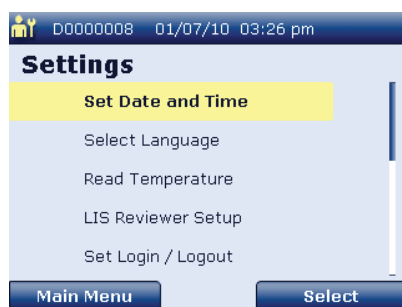 D0000008 01/07/10 03:26 pm
Settings
Set Date and Time
Select Language
Read Temperature
LIS Reviewer Setup
Set Login / Logout
Main Menu Select